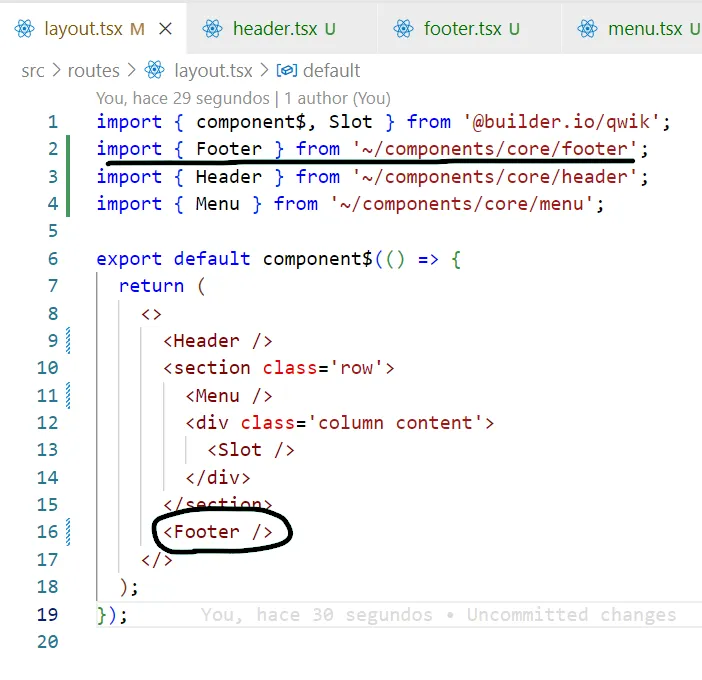 layout.tsx M × header.tsx U footer.tsx U menu.tsx U
src > routes > layout.tsx > default
You, hace 29 segundos | 1 author (You)
1 import { component$, Slot } from '@builder.io/qwik';
2 import { Footer } from '~/components/core/footer';
3 import { Header } from '~/components/core/header';
4 import { Menu } from '~/components/core/menu';
5
6 export default component$(() => {
7 return (
8 <>
9 <Header />
10 <section class='row'>
11 <Menu />
12 <div class='column content'>
13 <Slot />
14 </div>
15 </section>
16 <Footer />
17 </>
18 );
19 }); You, hace 30 segundos • Uncommitted changes
20